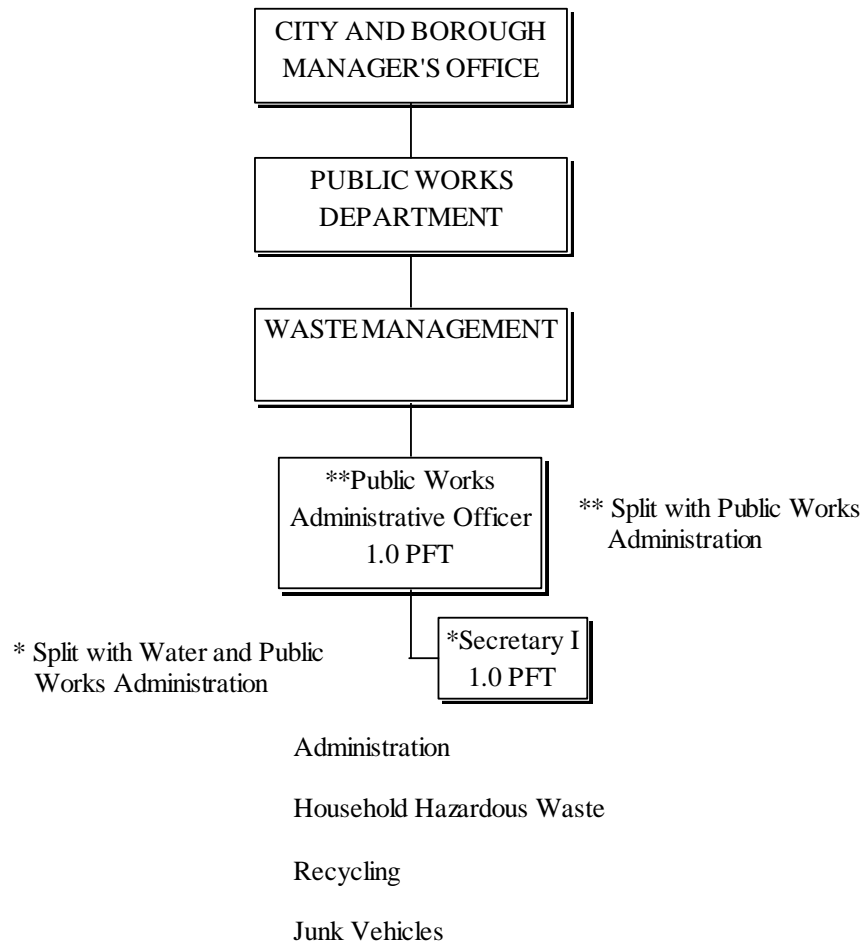 CITY AND BOROUGH
MANAGER'S OFFICE
PUBLIC WORKS
DEPARTMENT
WASTE MANAGEMENT
**Public Works
Administrative Officer
1.0 PFT
** Split with Public Works
Administration
*Secretary I
1.0 PFT
* Split with Water and Public
Works Administration
Administration
Household Hazardous Waste
Recycling
Junk Vehicles